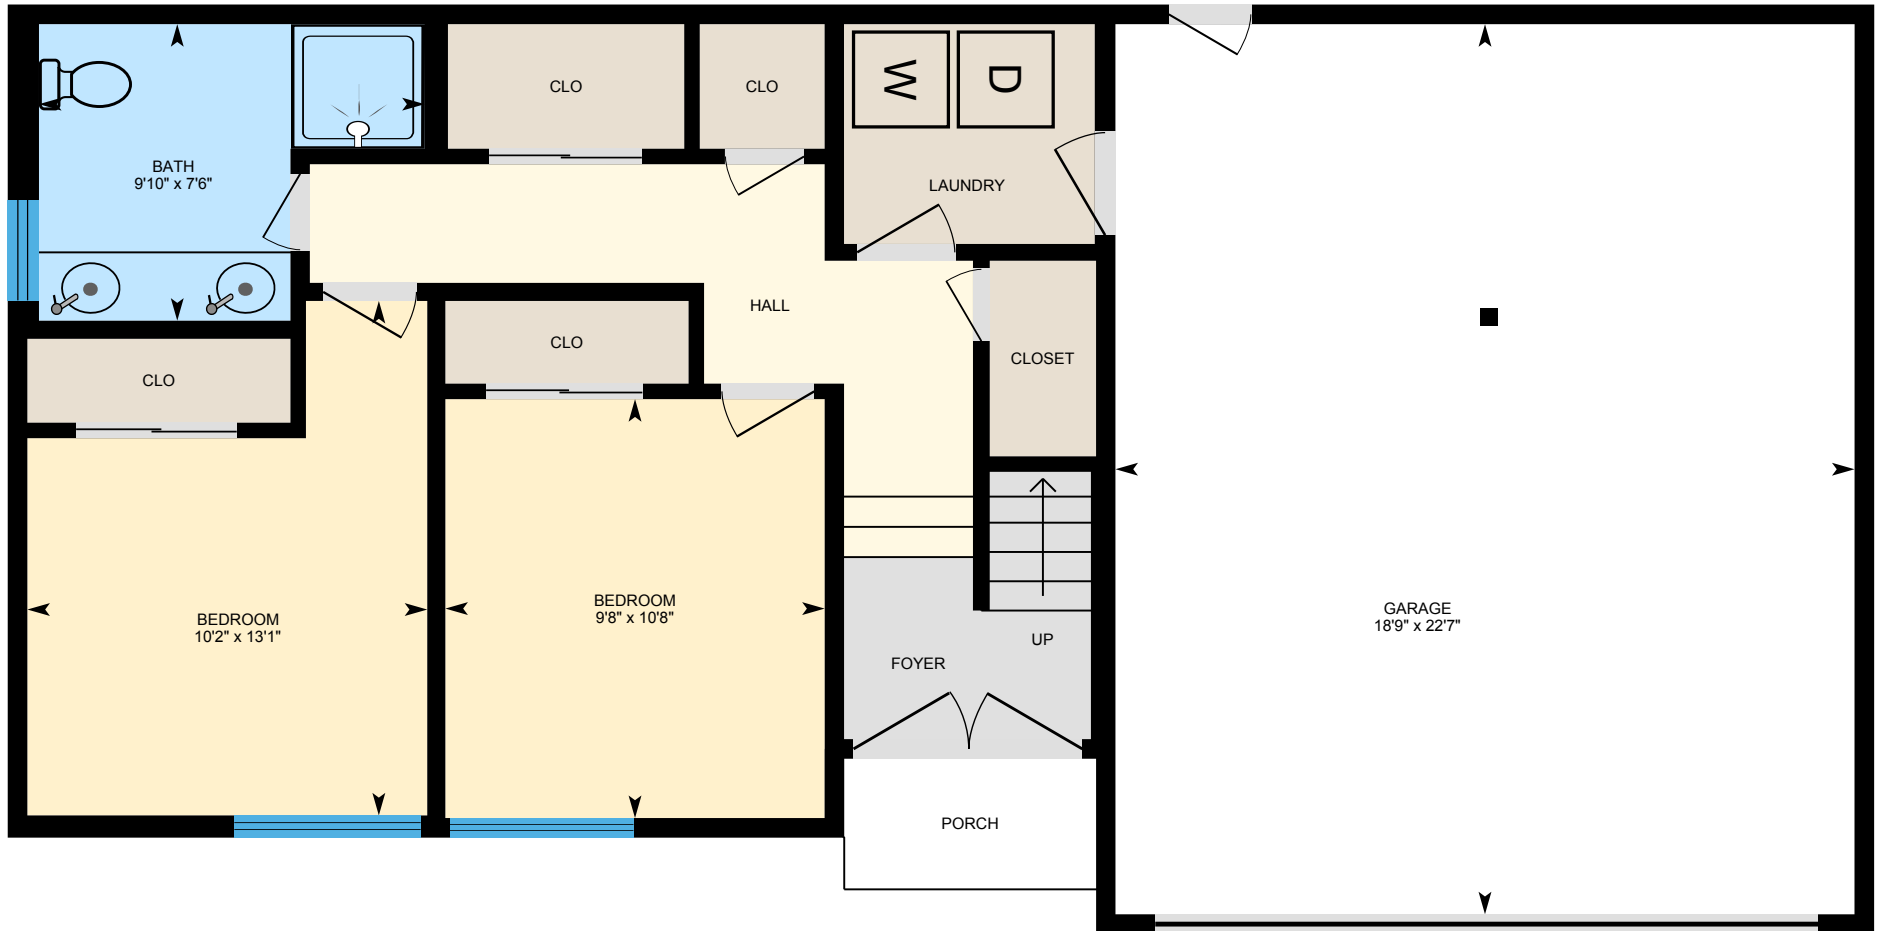 CLO
CLO
W
D
BATH
9'10" x 7'6"
LAUNDRY
HALL
CLO
CLOSET
CLO
BEDROOM
10'2" x 13'1"
BEDROOM
9'8" x 10'8"
GARAGE
18'9" x 22'7"
UP
FOYER
PORCH